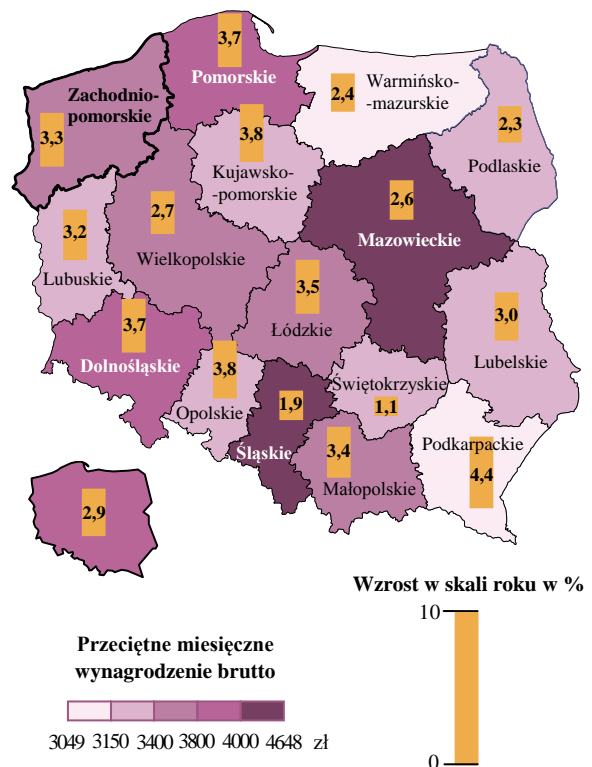 3,7
Pomorskie
Zachodnio-
pomorskie
3,3
2,4
Warmińsko-
-mazurskie
3,8
Kujawsko-
-pomorskie
2,3
Podlaskie
2,7
Wielkopolskie
2,6
Mazowieckie
3,2
Lubuskie
3,5
Łódzkie
3,7
Dolnośląskie
3,0
Lubelskie
3,8
Opolskie
1,9
Śląskie
Świętokrzyskie
1,1
3,4
Małopolskie
Podkarpackie
4,4
2,9
Wzrost w skali roku w %
10
0
Przeciętne miesięczne
wynagrodzenie brutto
3049 3150 3400 3800 4000 4648 zł